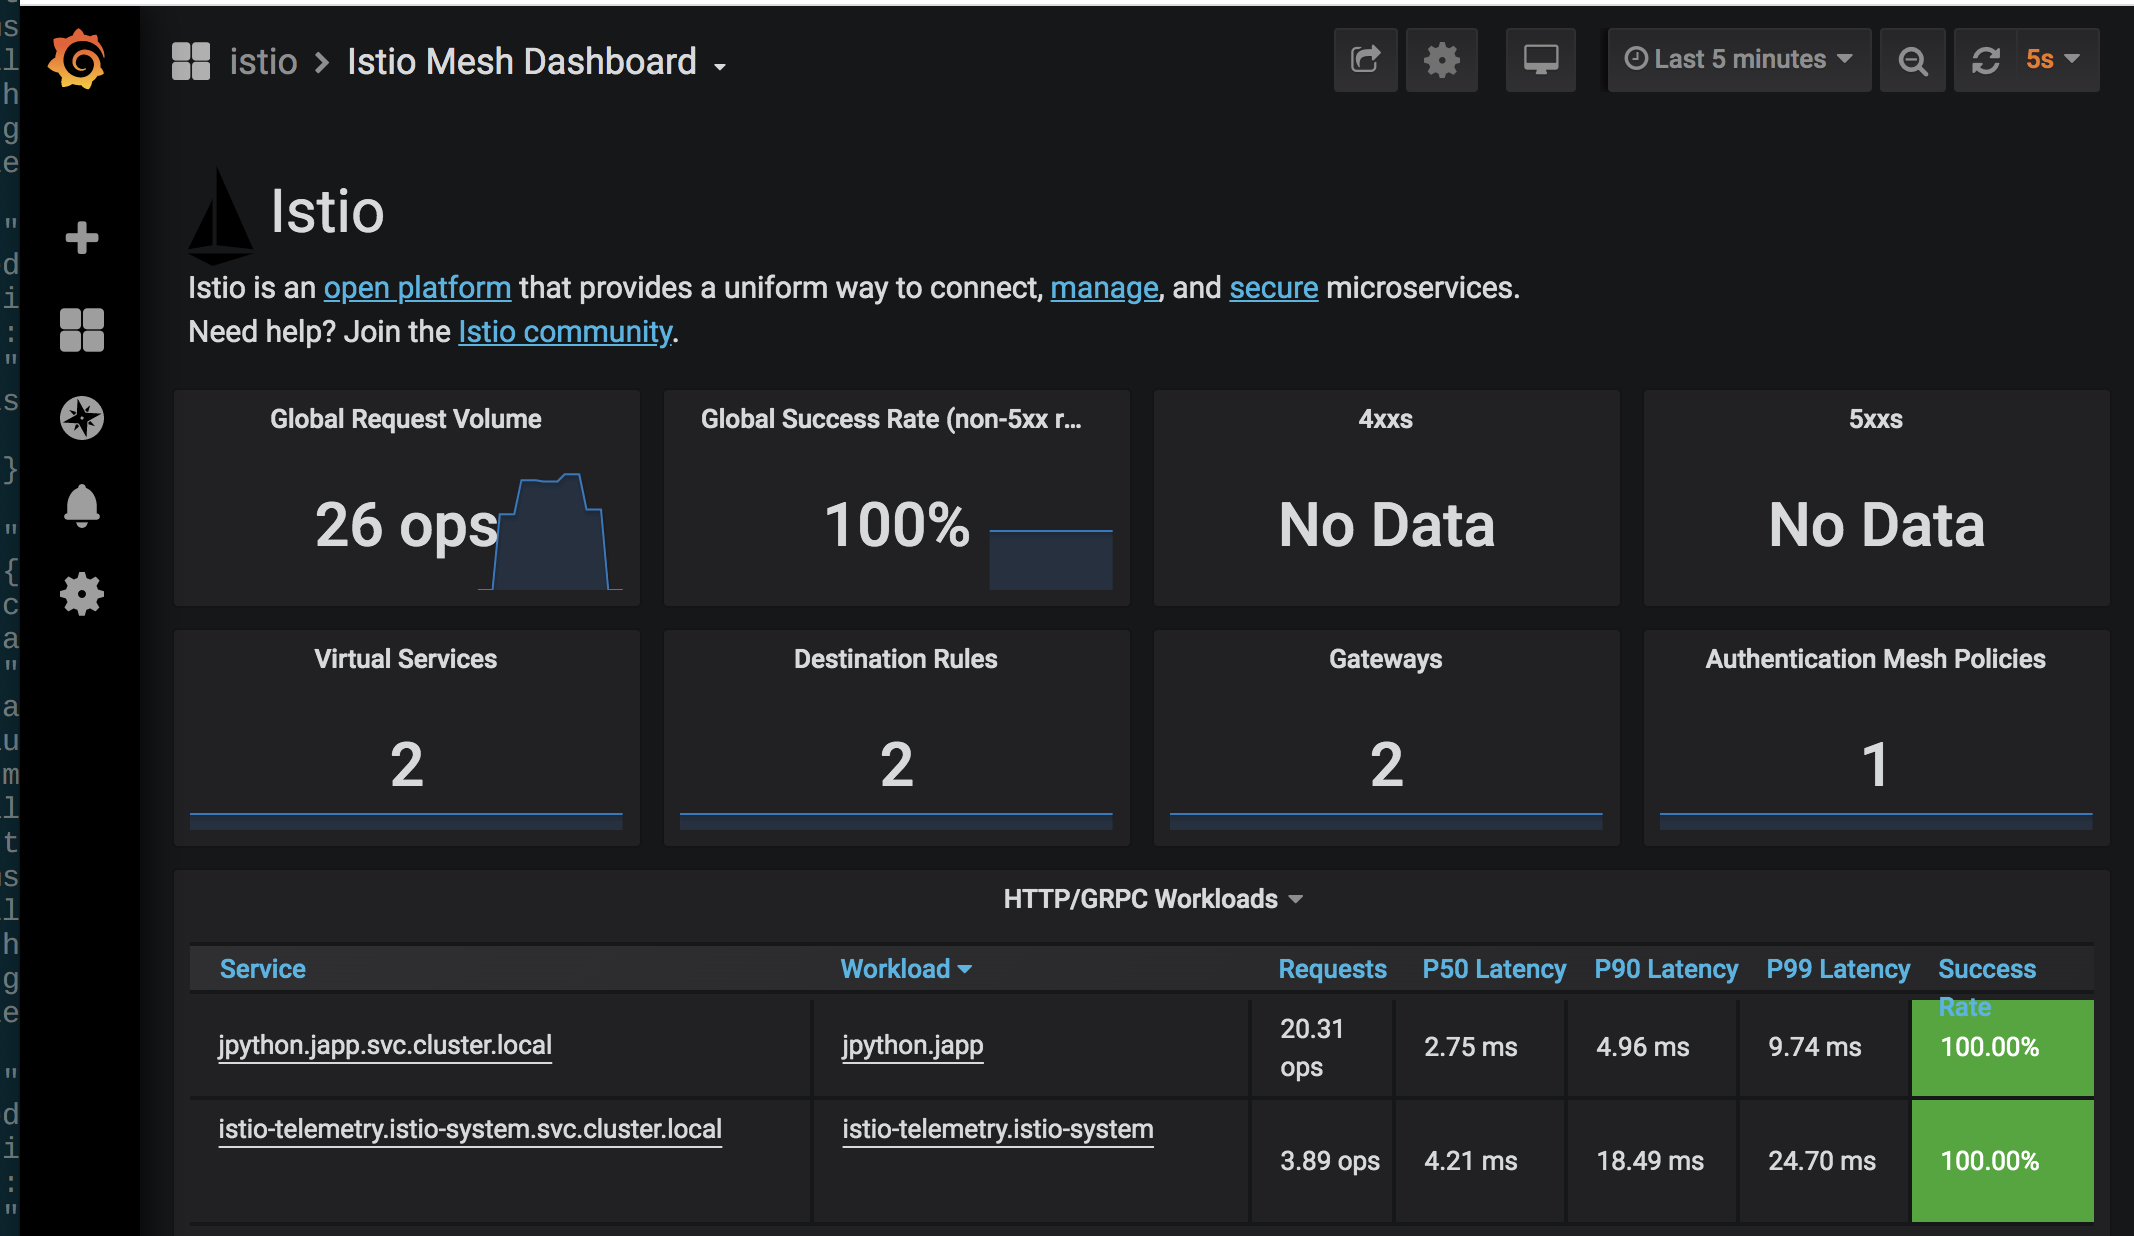 istio > Istio Mesh Dashboard
Last 5 minutes
5s
Istio
Istio is an open platform that provides a uniform way to connect, manage, and secure microservices.
Need help? Join the Istio community.
Global Request Volume
26 ops
Global Success Rate (non-5xx r...
100%
4xxs
No Data
5xxs
No Data
Virtual Services
2
Destination Rules
2
Gateways
2
Authentication Mesh Policies
1
HTTP/GRPC Workloads
Service Workload Requests P50 Latency P90 Latency P99 Latency Success
Rate
jpython.japp.svc.cluster.local jpython.japp 20.31 ops 2.75 ms 4.96 ms 9.74 ms 100.00%
istio-telemetry.istio-system.svc.cluster.local istio-telemetry.istio-system 3.89 ops 4.21 ms 18.49 ms 24.70 ms 100.00%